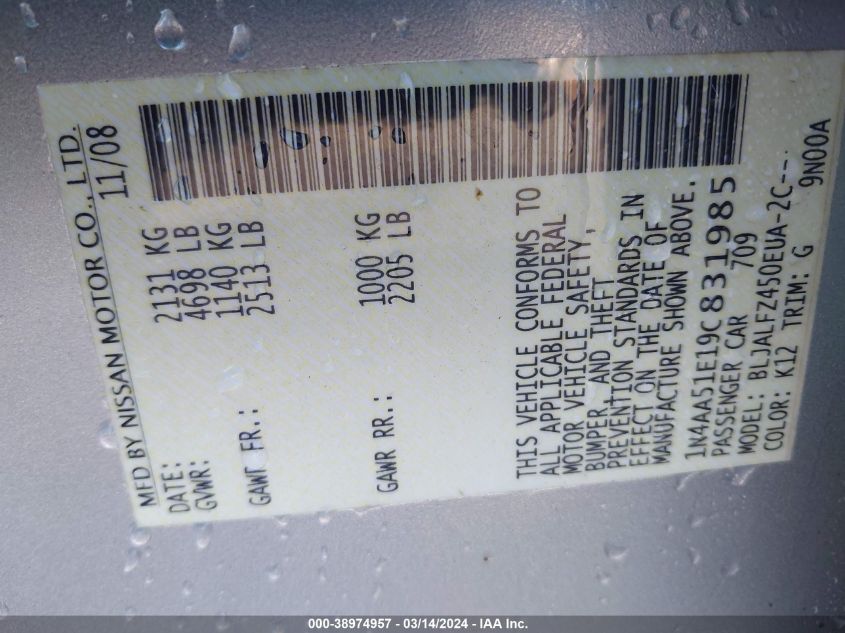 MFD BY NISSAN MOTOR CO., LTD.
DATE: 11/08
GVWR: 2131 KG
4698 LB
GAWR FR.: 1140 KG
2513 LB
GAWR RR.: 1000 KG
2205 LB
THIS VEHICLE CONFORMS TO
ALL APPLICABLE FEDERAL
MOTOR VEHICLE SAFETY,
BUMPER, AND THEFT
PREVENTION STANDARDS IN
EFFECT ON THE DATE OF
MANUFACTURE SHOWN ABOVE.
1N4AA51E19C831985
PASSENGER CAR 709
MODEL: BLJALFZ450EUA-2C--.
COLOR: K12 TRIM: G 9N00A
000-38974957 - 03/14/2024 - IAA Inc.